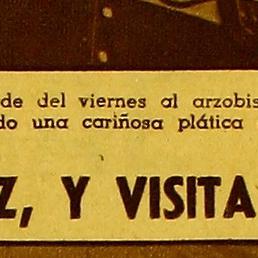 de del viernes al arzobis
do una cariñosa plática
Z, Y VISITA